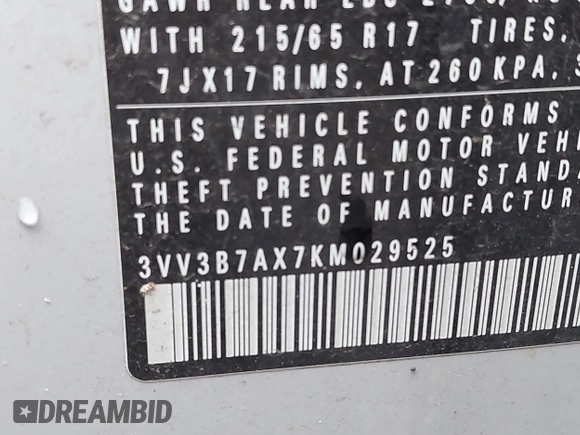 WITH 215/65 R17 TIRES,
7JX17 RIMS, AT 260 KPA,
THIS VEHICLE CONFORMS
U.S. FEDERAL MOTOR
THEFT PREVENTION
THE DATE OF
3VV3B7AX7KM029525
DREAMBID